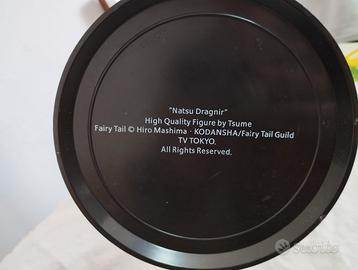 "Natsu Dragnir"
High Quality Figure by Tsume
Fairy Tail © Hiro Mashima · KODANSHA/Fairy Tail Guild
TV TOKYO.
All Rights Reserved.
Subito